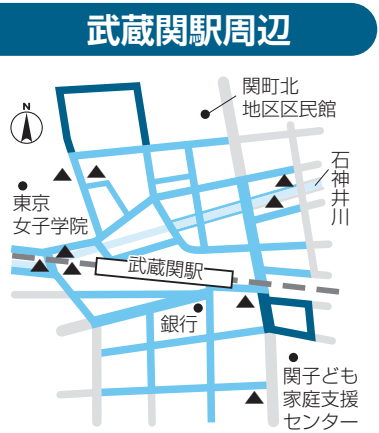 武蔵関駅周辺
N
関町北
地区区民館
石神井川
東京
女子学院
武蔵関駅
銀行
関子ども
家庭支援
センター